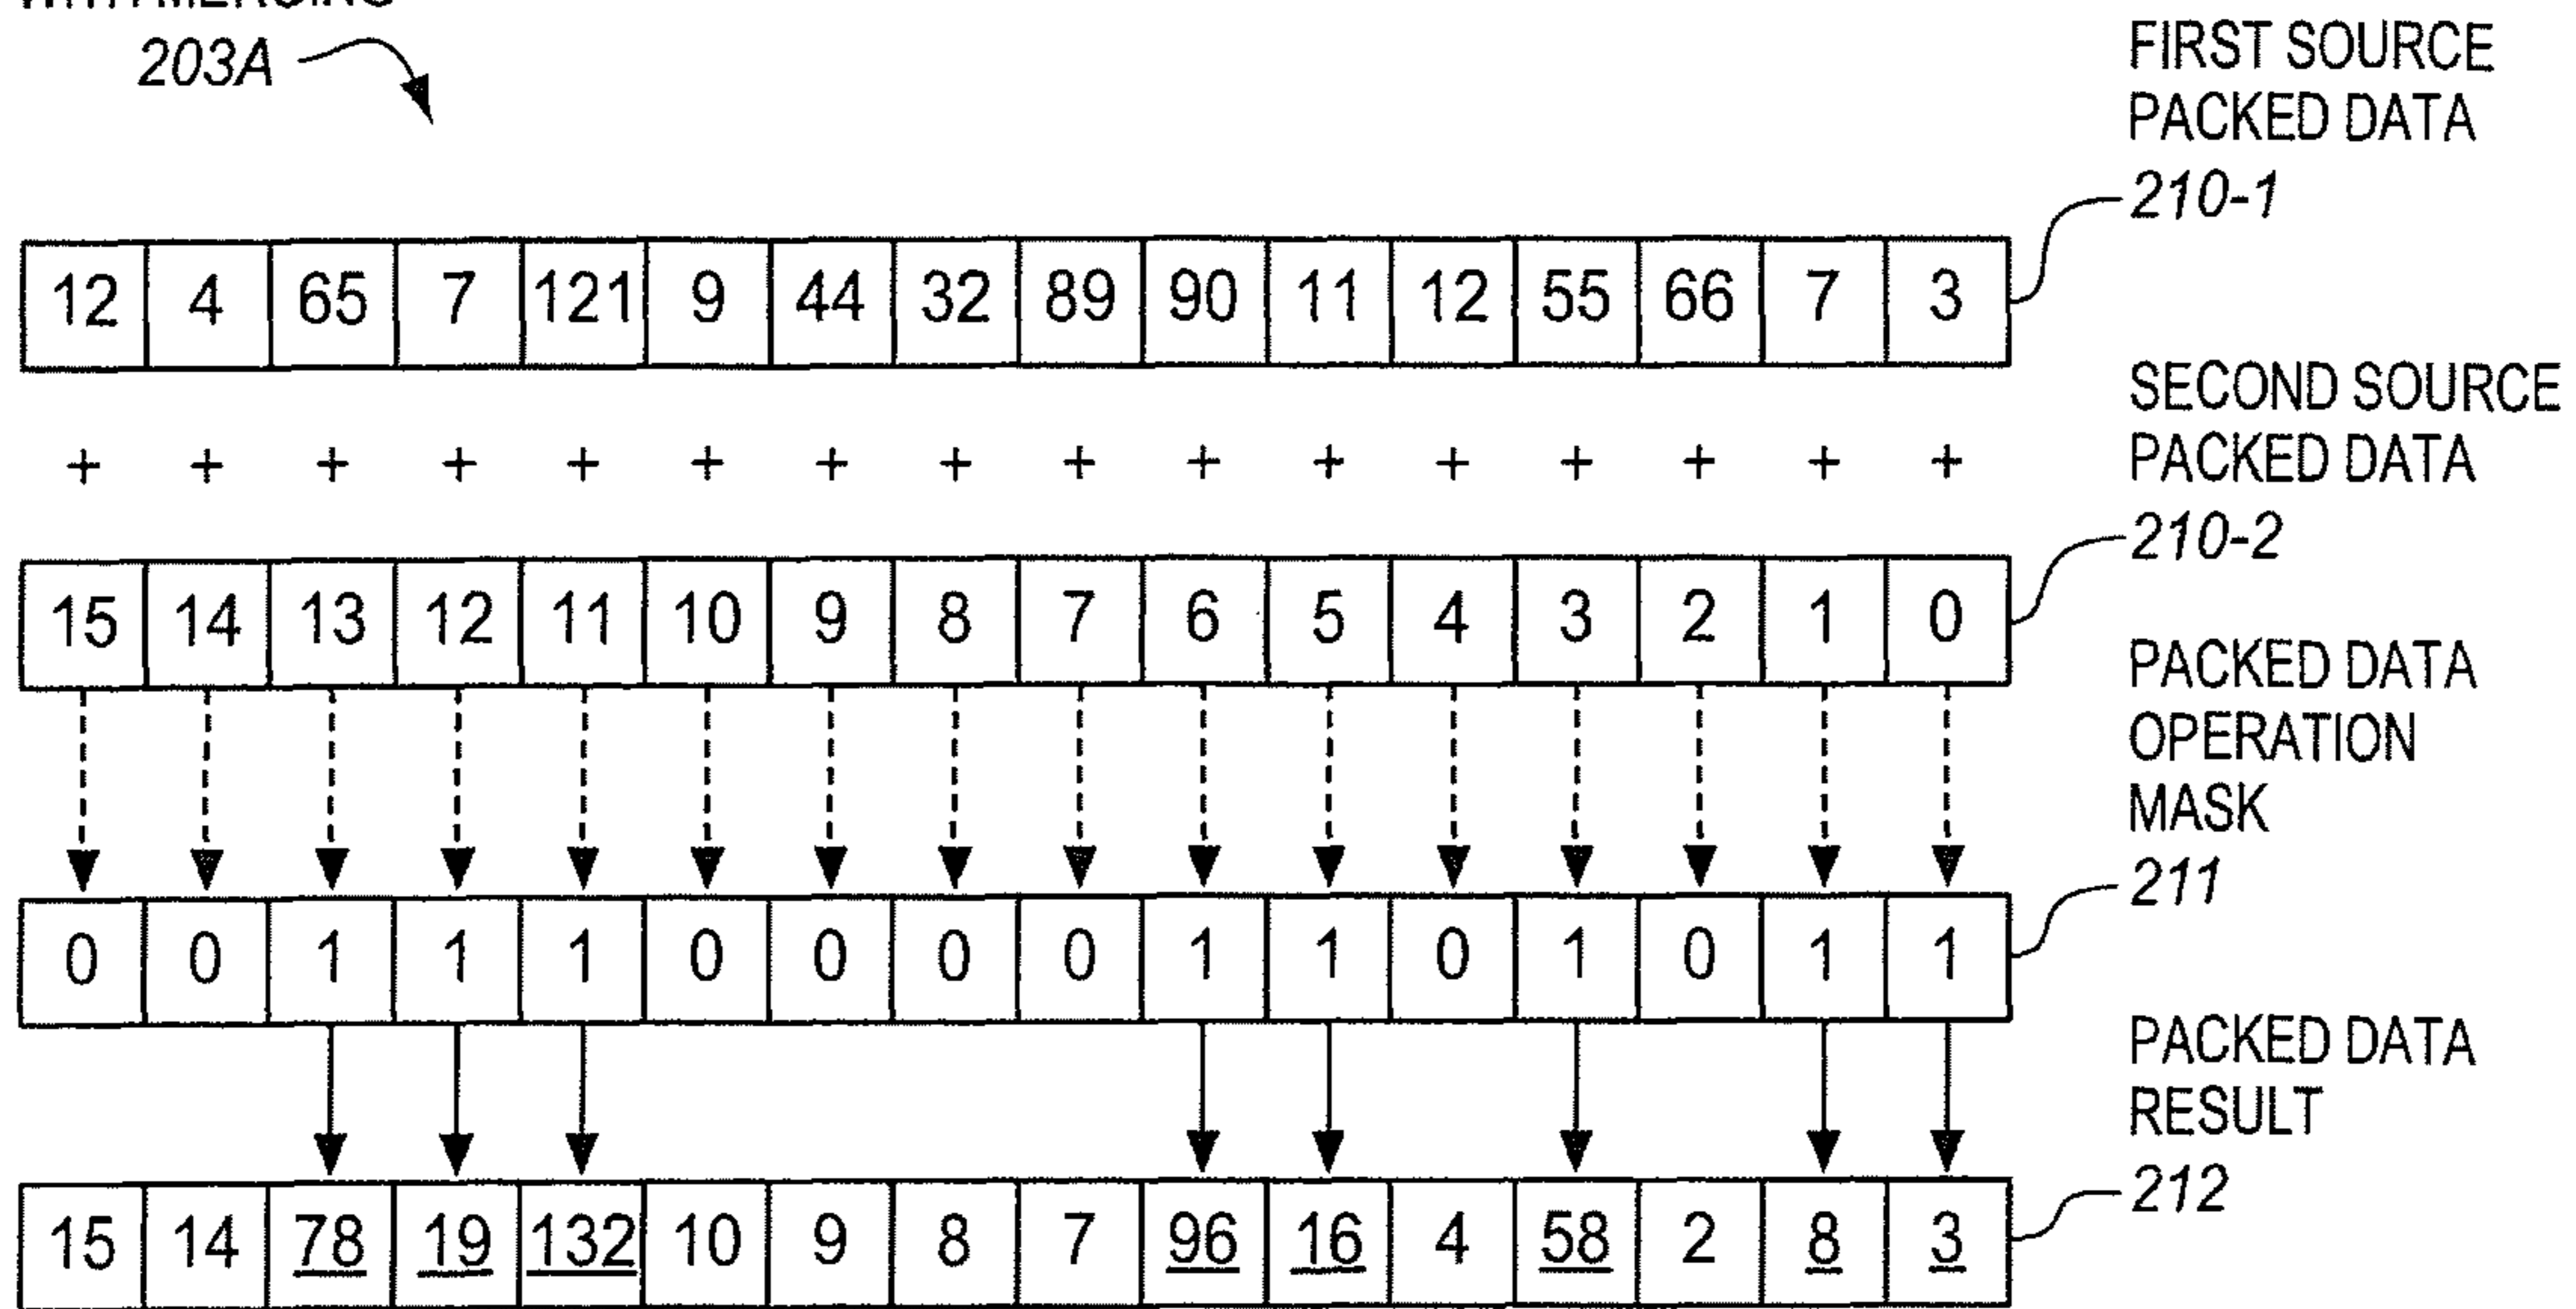 203A
FIRST SOURCE
PACKED DATA
210-1
12 4 65 7 121 9 44 32 89 90 11 12 55 66 7 3
SECOND SOURCE
PACKED DATA
210-2
+ + + + + + + + + + + + + + + +
15 14 13 12 11 10 9 8 7 6 5 4 3 2 1 0
PACKED DATA
OPERATION
MASK
211
0 0 1 1 1 0 0 0 0 1 1 0 1 0 1 1
PACKED DATA
RESULT
212
15 14 78 19 132 10 9 8 7 96 16 4 58 2 8 3